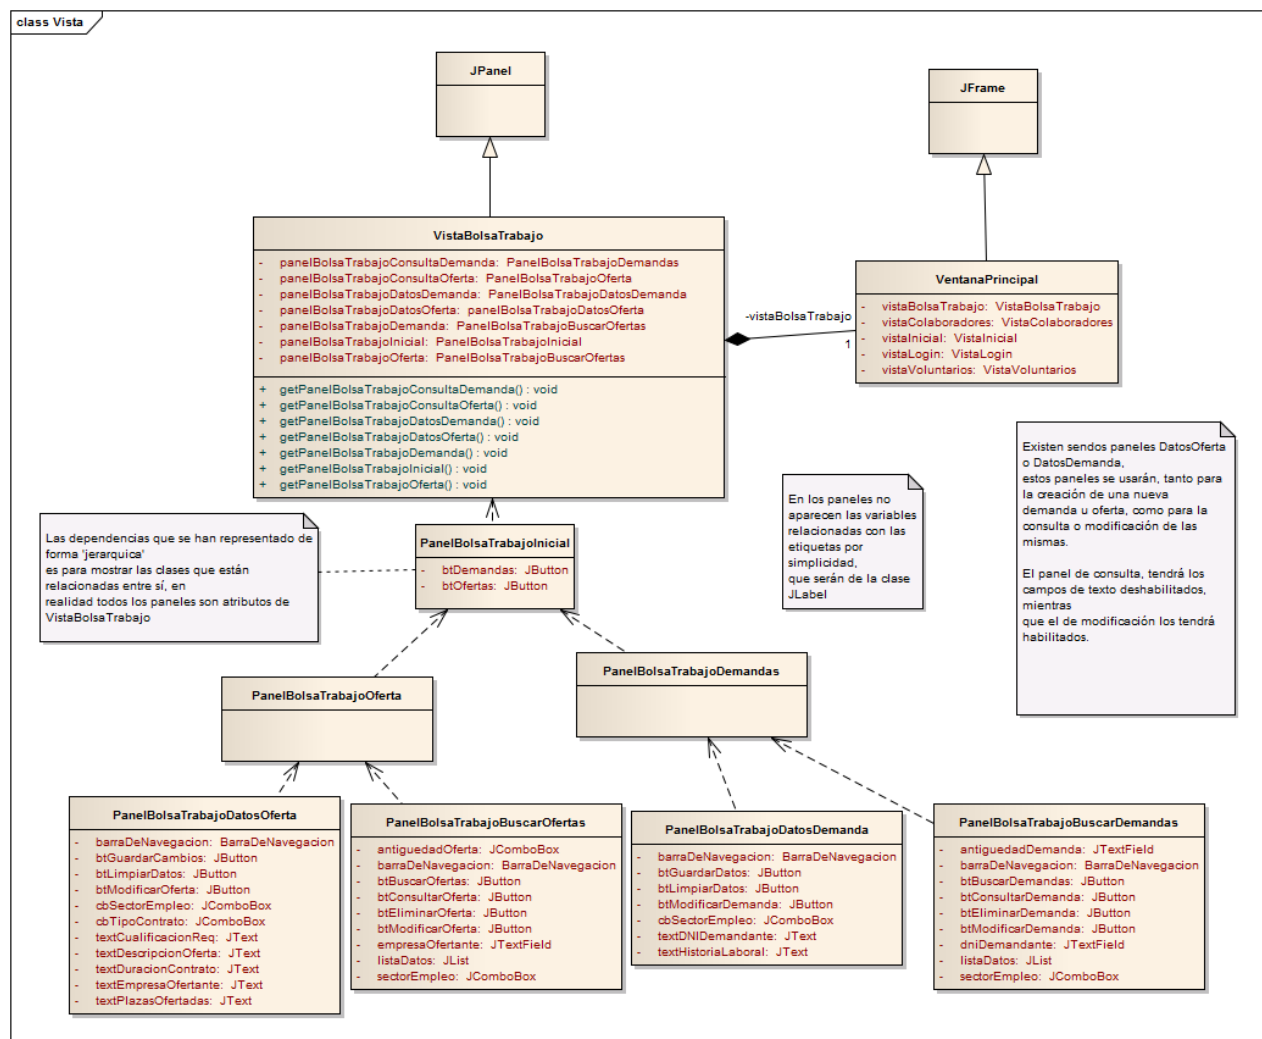 class Vista
JPanel
JFrame
VistaBolsaTrabajo
- panelBolsaTrabajoConsultaDemanda: PanelBolsaTrabajoDemandas
- panelBolsaTrabajoConsultaOferta: PanelBolsaTrabajoOferta
- panelBolsaTrabajoDatosDemanda: PanelBolsaTrabajoDatosDemanda
- panelBolsaTrabajoDatosOferta: panelBolsaTrabajoDatosOferta
- panelBolsaTrabajoDemanda: PanelBolsaTrabajoBuscarOfertas
- panelBolsaTrabajoInicial: PanelBolsaTrabajoInicial
- panelBolsaTrabajoOferta: PanelBolsaTrabajoBuscarOfertas
+ getPanelBolsaTrabajoConsultaDemanda() : void
+ getPanelBolsaTrabajoConsultaOferta() : void
+ getPanelBolsaTrabajoDatosDemanda() : void
+ getPanelBolsaTrabajoDatosOferta() : void
+ getPanelBolsaTrabajoDemanda() : void
+ getPanelBolsaTrabajoInicial() : void
+ getPanelBolsaTrabajoOferta() : void
-vistaBolsaTrabajo
1
VentanaPrincipal
- vistaBolsaTrabajo: VistaBolsaTrabajo
- vistaColaboradores: VistaColaboradores
- vistaInicial: VistaInicial
- vistaLogin: VistaLogin
- vistaVoluntarios: VistaVoluntarios
Existen sendos paneles DatosOferta
o DatosDemanda,
estos paneles se usarán, tanto para
la creación de una nueva
demanda u oferta, como para la
consulta o modificación de las
mismas.
El panel de consulta, tendrá los
campos de texto deshabilitados,
mientras
que el de modificación los tendrá
habilitados.
En los paneles no
aparecen las variables
relacionadas con las
etiquetas por
simplicidad,
que serán de la clase
JLabel
Las dependencias que se han representado de
forma 'jerarquica'
es para mostrar las clases que están
relacionadas entre sí, en
realidad todos los paneles son atributos de
VistaBolsaTrabajo
PanelBolsaTrabajoInicial
- btDemandas: JButton
- btOfertas: JButton
PanelBolsaTrabajoOferta
PanelBolsaTrabajoDemandas
PanelBolsaTrabajoDatosOferta
- barraDeNavegacion: BarraDeNavegacion
- btGuardarCambios: JButton
- btLimpiarDatos: JButton
- btModificarOferta: JButton
- cbSectorEmpleo: JComboBox
- cbTipoContrato: JComboBox
- textCualificacionReq: JText
- textDescripcionOferta: JText
- textDuracionContrato: JText
- textEmpresaOfertante: JText
- textPlazasOfertadas: JText
PanelBolsaTrabajoBuscarOfertas
- antiguedadOferta: JComboBox
- barraDeNavegacion: BarraDeNavegacion
- btBuscarOfertas: JButton
- btConsultarOferta: JButton
- btEliminarOferta: JButton
- btModificarOferta: JButton
- empresaOfertante: JTextField
- listaDatos: JList
- sectorEmpleo: JComboBox
PanelBolsaTrabajoDatosDemanda
- barraDeNavegacion: BarraDeNavegacion
- btGuardarDatos: JButton
- btLimpiarDatos: JButton
- btModificarDemanda: JButton
- cbSectorEmpleo: JComboBox
- textDNIDemandante: JText
- textHistoriaLaboral: JText
PanelBolsaTrabajoBuscarDemandas
- antiguedadDemanda: JTextField
- barraDeNavegacion: BarraDeNavegacion
- btBuscarDemandas: JButton
- btConsultarDemanda: JButton
- btEliminarDemanda: JButton
- btModificarDemanda: JButton
- dniDemandante: JTextField
- listaDatos: JList
- sectorEmpleo: JComboBox